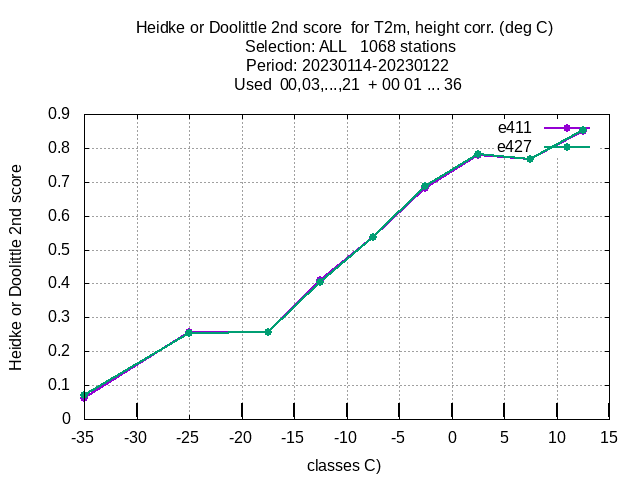 Heidke or Doolittle 2nd score  for T2m, height corr. (deg C)
Selection: ALL   1068 stations
Period: 20230114-20230122
Used  00,03,...,21  + 00 01 ... 36
Heidke or Doolittle 2nd score
0.9
0.8
0.7
0.6
0.5
0.4
0.3
0.2
0.1
0
e411
e427
-35 -30 -25 -20 -15 -10 -5 0 5 10 15
classes C)